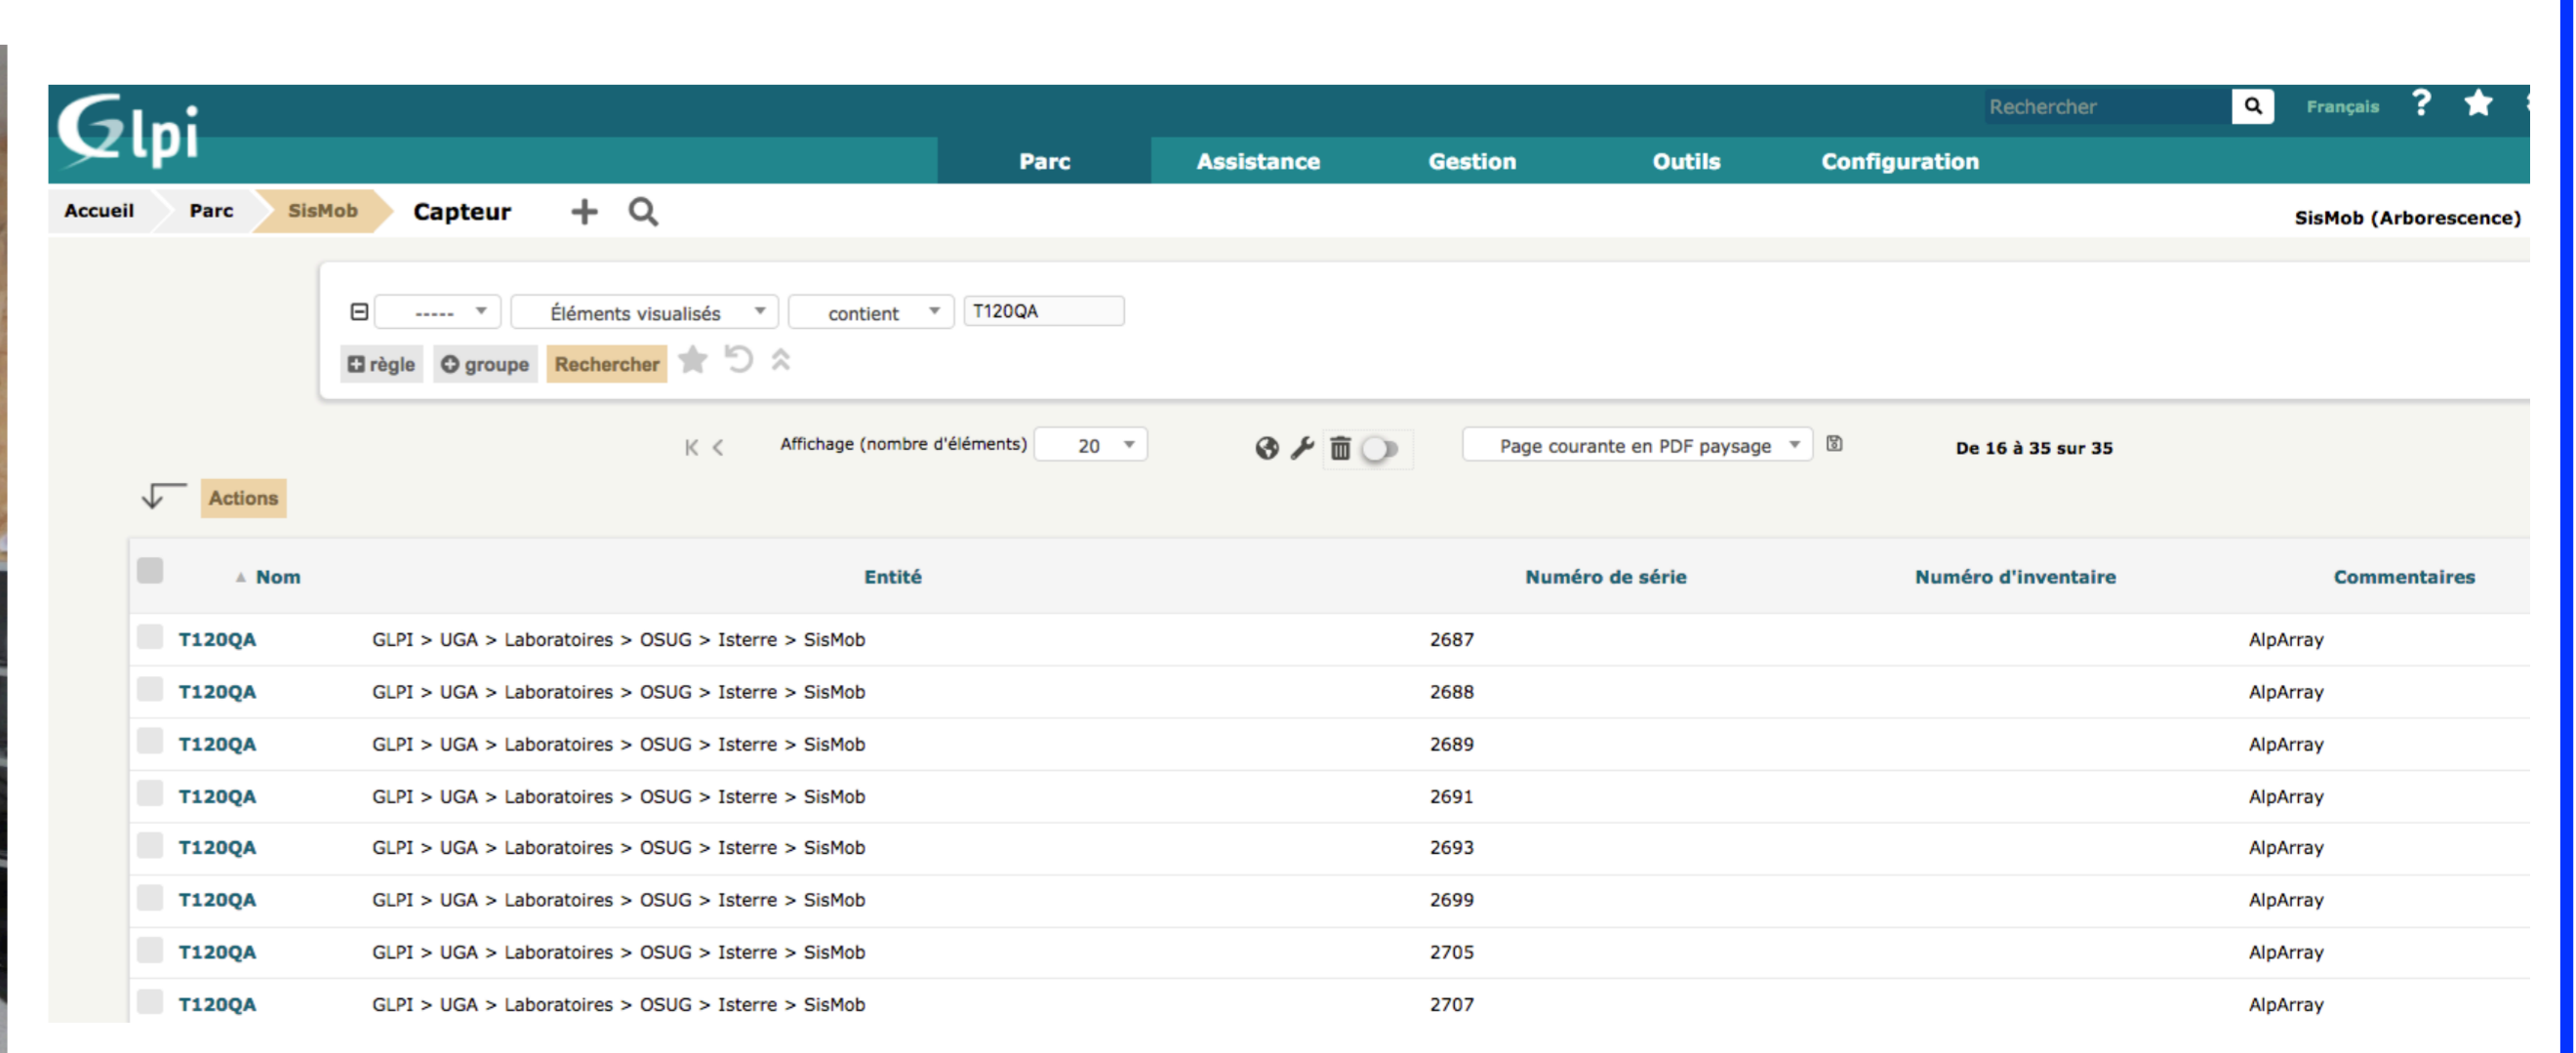 Glpi
Rechercher Français ?
Parc Assistance Gestion Outils Configuration
Accueil Parc SisMob Capteur + SisMob (Arborescence)
----- Éléments visualisés contient T120QA
règle groupe Rechercher
Affichage (nombre d'éléments) 20 Page courante en PDF paysage De 16 à 35 sur 35
Actions
Nom Entité Numéro de série Numéro d'inventaire Commentaires
T120QA GLPI > UGA > Laboratoires > OSUG > Isterre > SisMob 2687 AlpArray
T120QA GLPI > UGA > Laboratoires > OSUG > Isterre > SisMob 2688 AlpArray
T120QA GLPI > UGA > Laboratoires > OSUG > Isterre > SisMob 2689 AlpArray
T120QA GLPI > UGA > Laboratoires > OSUG > Isterre > SisMob 2691 AlpArray
T120QA GLPI > UGA > Laboratoires > OSUG > Isterre > SisMob 2693 AlpArray
T120QA GLPI > UGA > Laboratoires > OSUG > Isterre > SisMob 2699 AlpArray
T120QA GLPI > UGA > Laboratoires > OSUG > Isterre > SisMob 2705 AlpArray
T120QA GLPI > UGA > Laboratoires > OSUG > Isterre > SisMob 2707 AlpArray